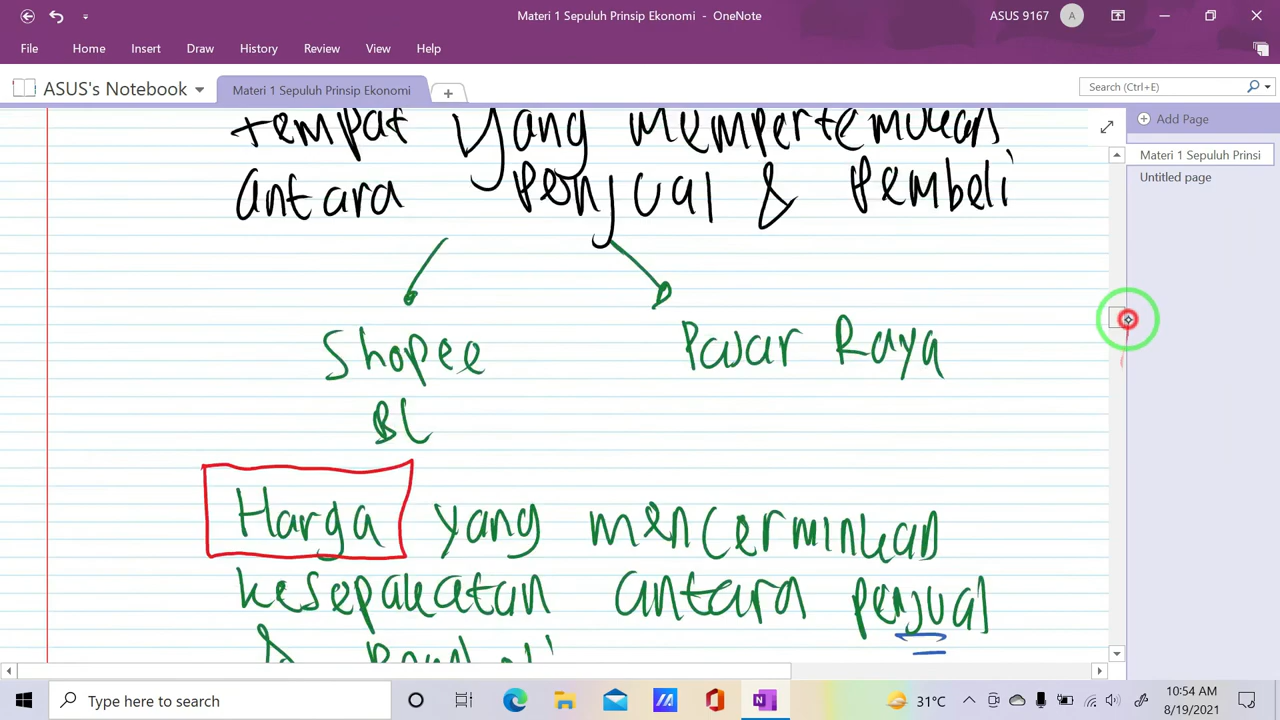 Materi 1 Sepuluh Prinsip Ekonomi - OneNote
ASUS 9167
A
File
Home
Insert
Draw
History
Review
View
Help
ASUS's Notebook
Materi 1 Sepuluh Prinsip Ekonomi
Search (Ctrl+E)
Add Page
Materi 1 Sepuluh Prinsi
Untitled page
tempat yang mempertemukan
antara Penjual & Pembeli
Shopee
Pasar Raya
BL
Harga yang mencerminkan
kesepakatan antara penjual
& Pembeli
Type here to search
31°C
10:54 AM
8/19/2021